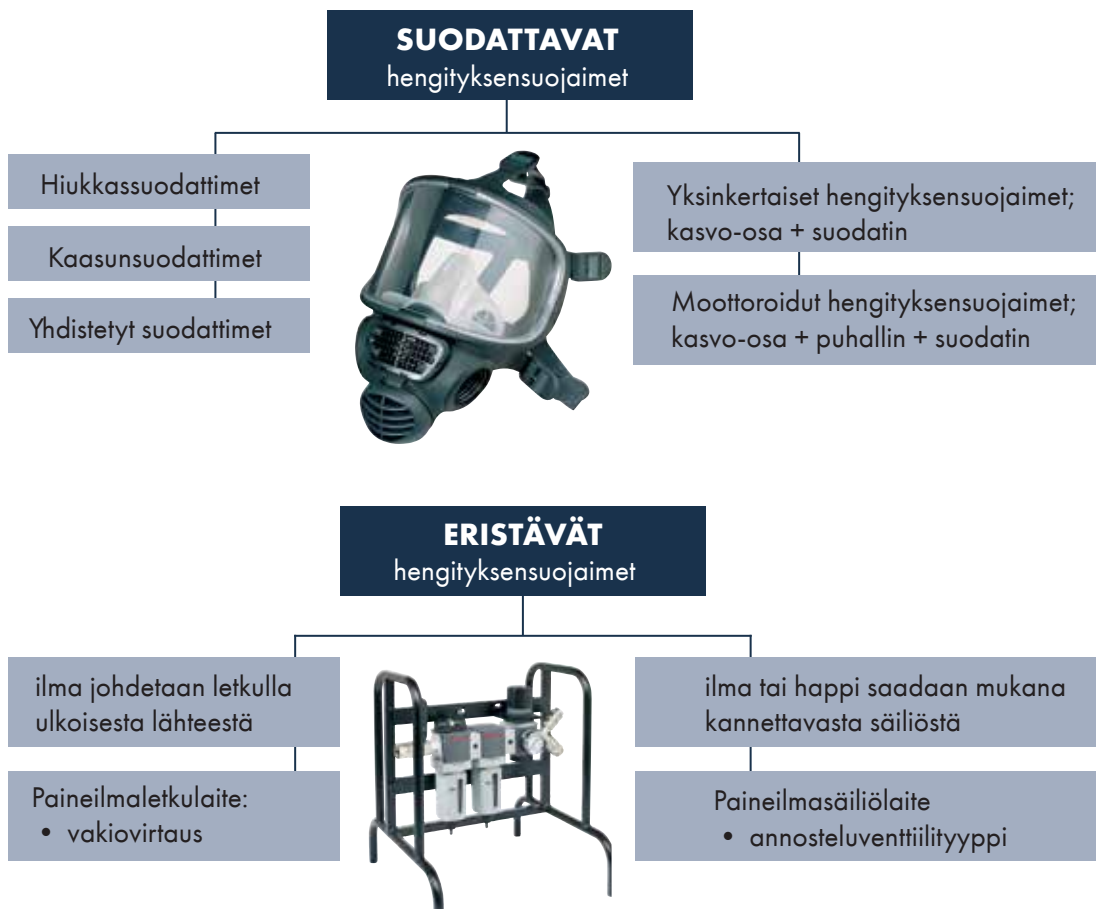 SUODATTAVAT
hengityksensuojaimet
Hiukkassuodattimet
Kaasunsuodattimet
Yhdistetyt suodattimet
Yksinkertaiset hengityksensuojaimet;
kasvo-osa + suodatin
Moottoroidut hengityksensuojaimet;
kasvo-osa + puhallin + suodatin
ERISTÄVÄT
hengityksensuojaimet
ilma johdetaan letkulla
ulkoisesta lähteestä
Paineilmaletkulaite:
• vakiovirtaus
ilma tai happi saadaan mukana
kannettavasta säiliöstä
Paineilmasäiliölaite
• annosteluventtiilityyppi